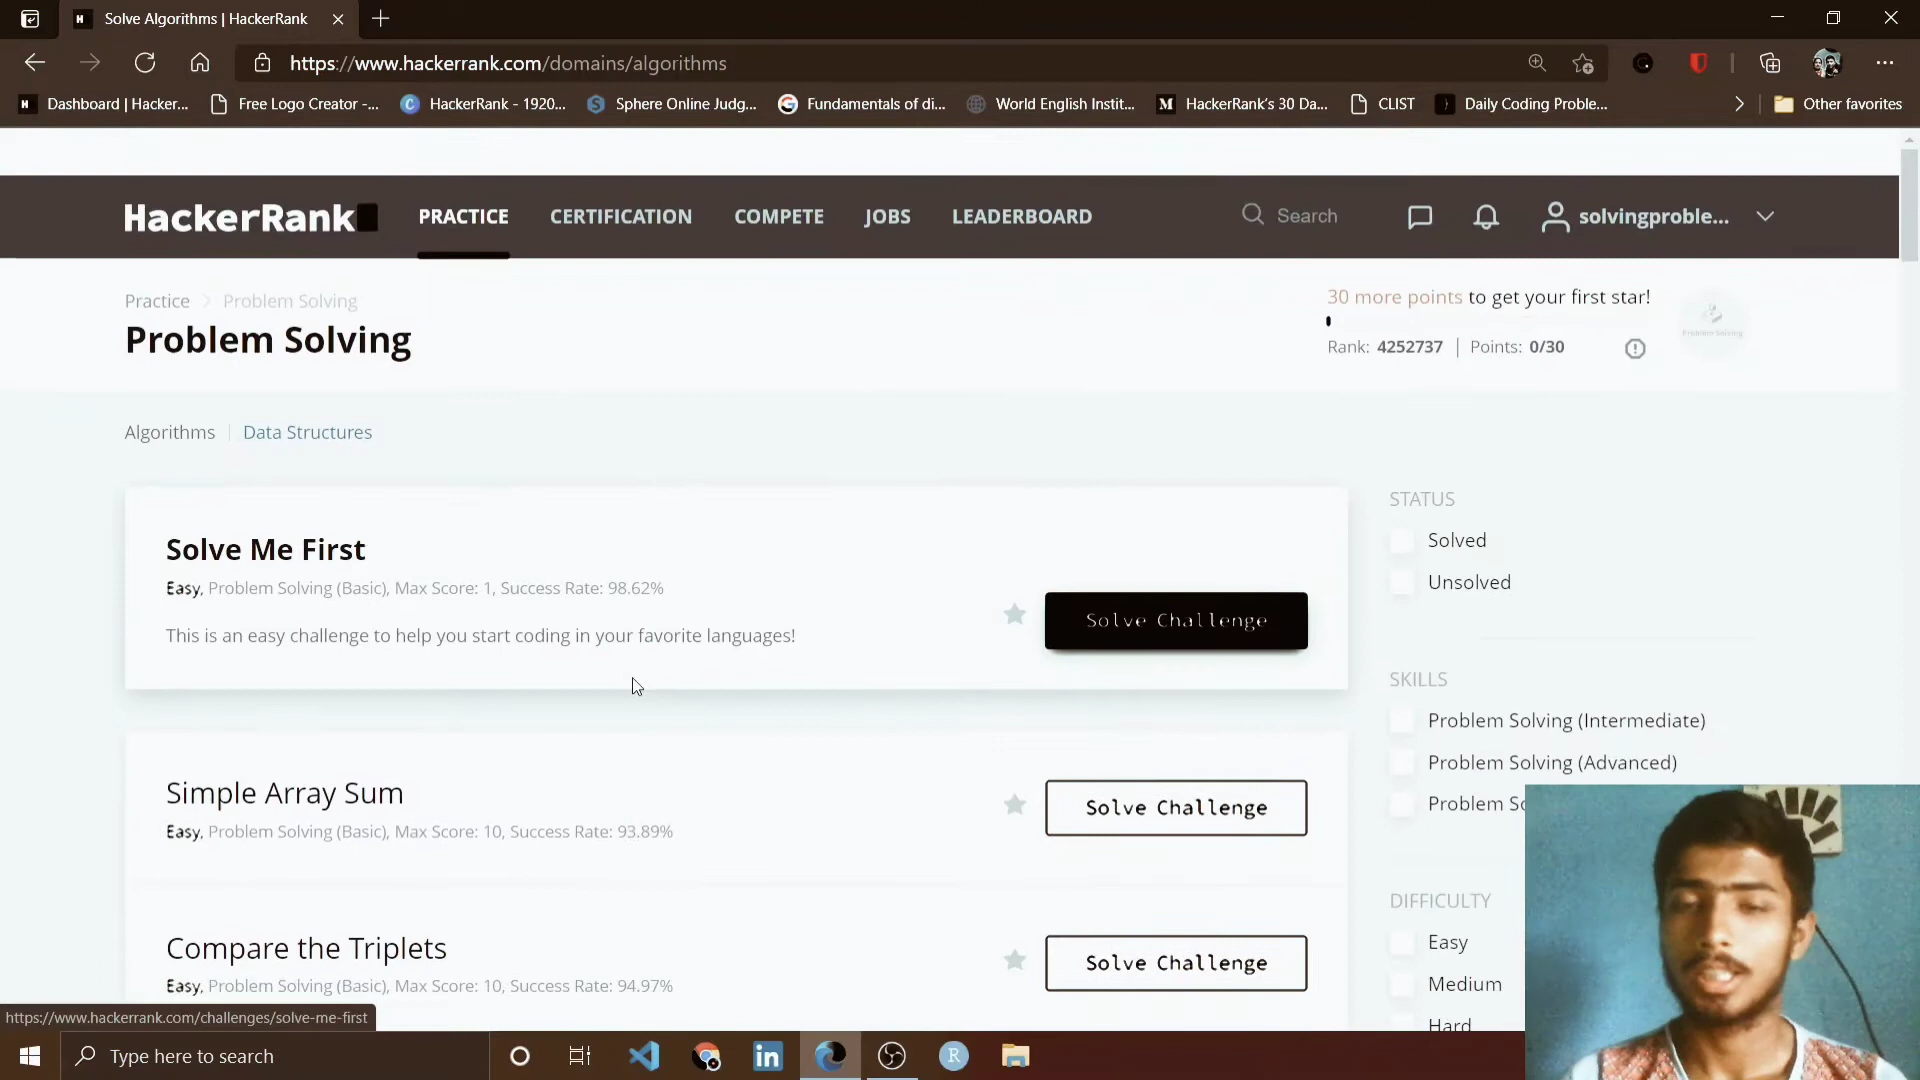 Solve Algorithms | HackerRank
https://www.hackerrank.com/domains/algorithms
Dashboard | Hacker...
Free Logo Creator -...
HackerRank - 1920...
Sphere Online Judg...
Fundamentals of di...
World English Instit...
HackerRank's 30 Da...
CLIST
Daily Coding Proble...
Other favorites
HackerRank
PRACTICE
CERTIFICATION
COMPETE
JOBS
LEADERBOARD
Search
solvingproble...
Practice > Problem Solving
Problem Solving
30 more points to get your first star!
Rank: 4252737 | Points: 0/30
Problem Solving
Algorithms | Data Structures
Solve Me First
Easy, Problem Solving (Basic), Max Score: 1, Success Rate: 98.62%
This is an easy challenge to help you start coding in your favorite languages!
Solve Challenge
Simple Array Sum
Easy, Problem Solving (Basic), Max Score: 10, Success Rate: 93.89%
Solve Challenge
Compare the Triplets
Easy, Problem Solving (Basic), Max Score: 10, Success Rate: 94.97%
Solve Challenge
STATUS
Solved
Unsolved
SKILLS
Problem Solving (Intermediate)
Problem Solving (Advanced)
Problem So
DIFFICULTY
Easy
Medium
Hard
https://www.hackerrank.com/challenges/solve-me-first
Type here to search